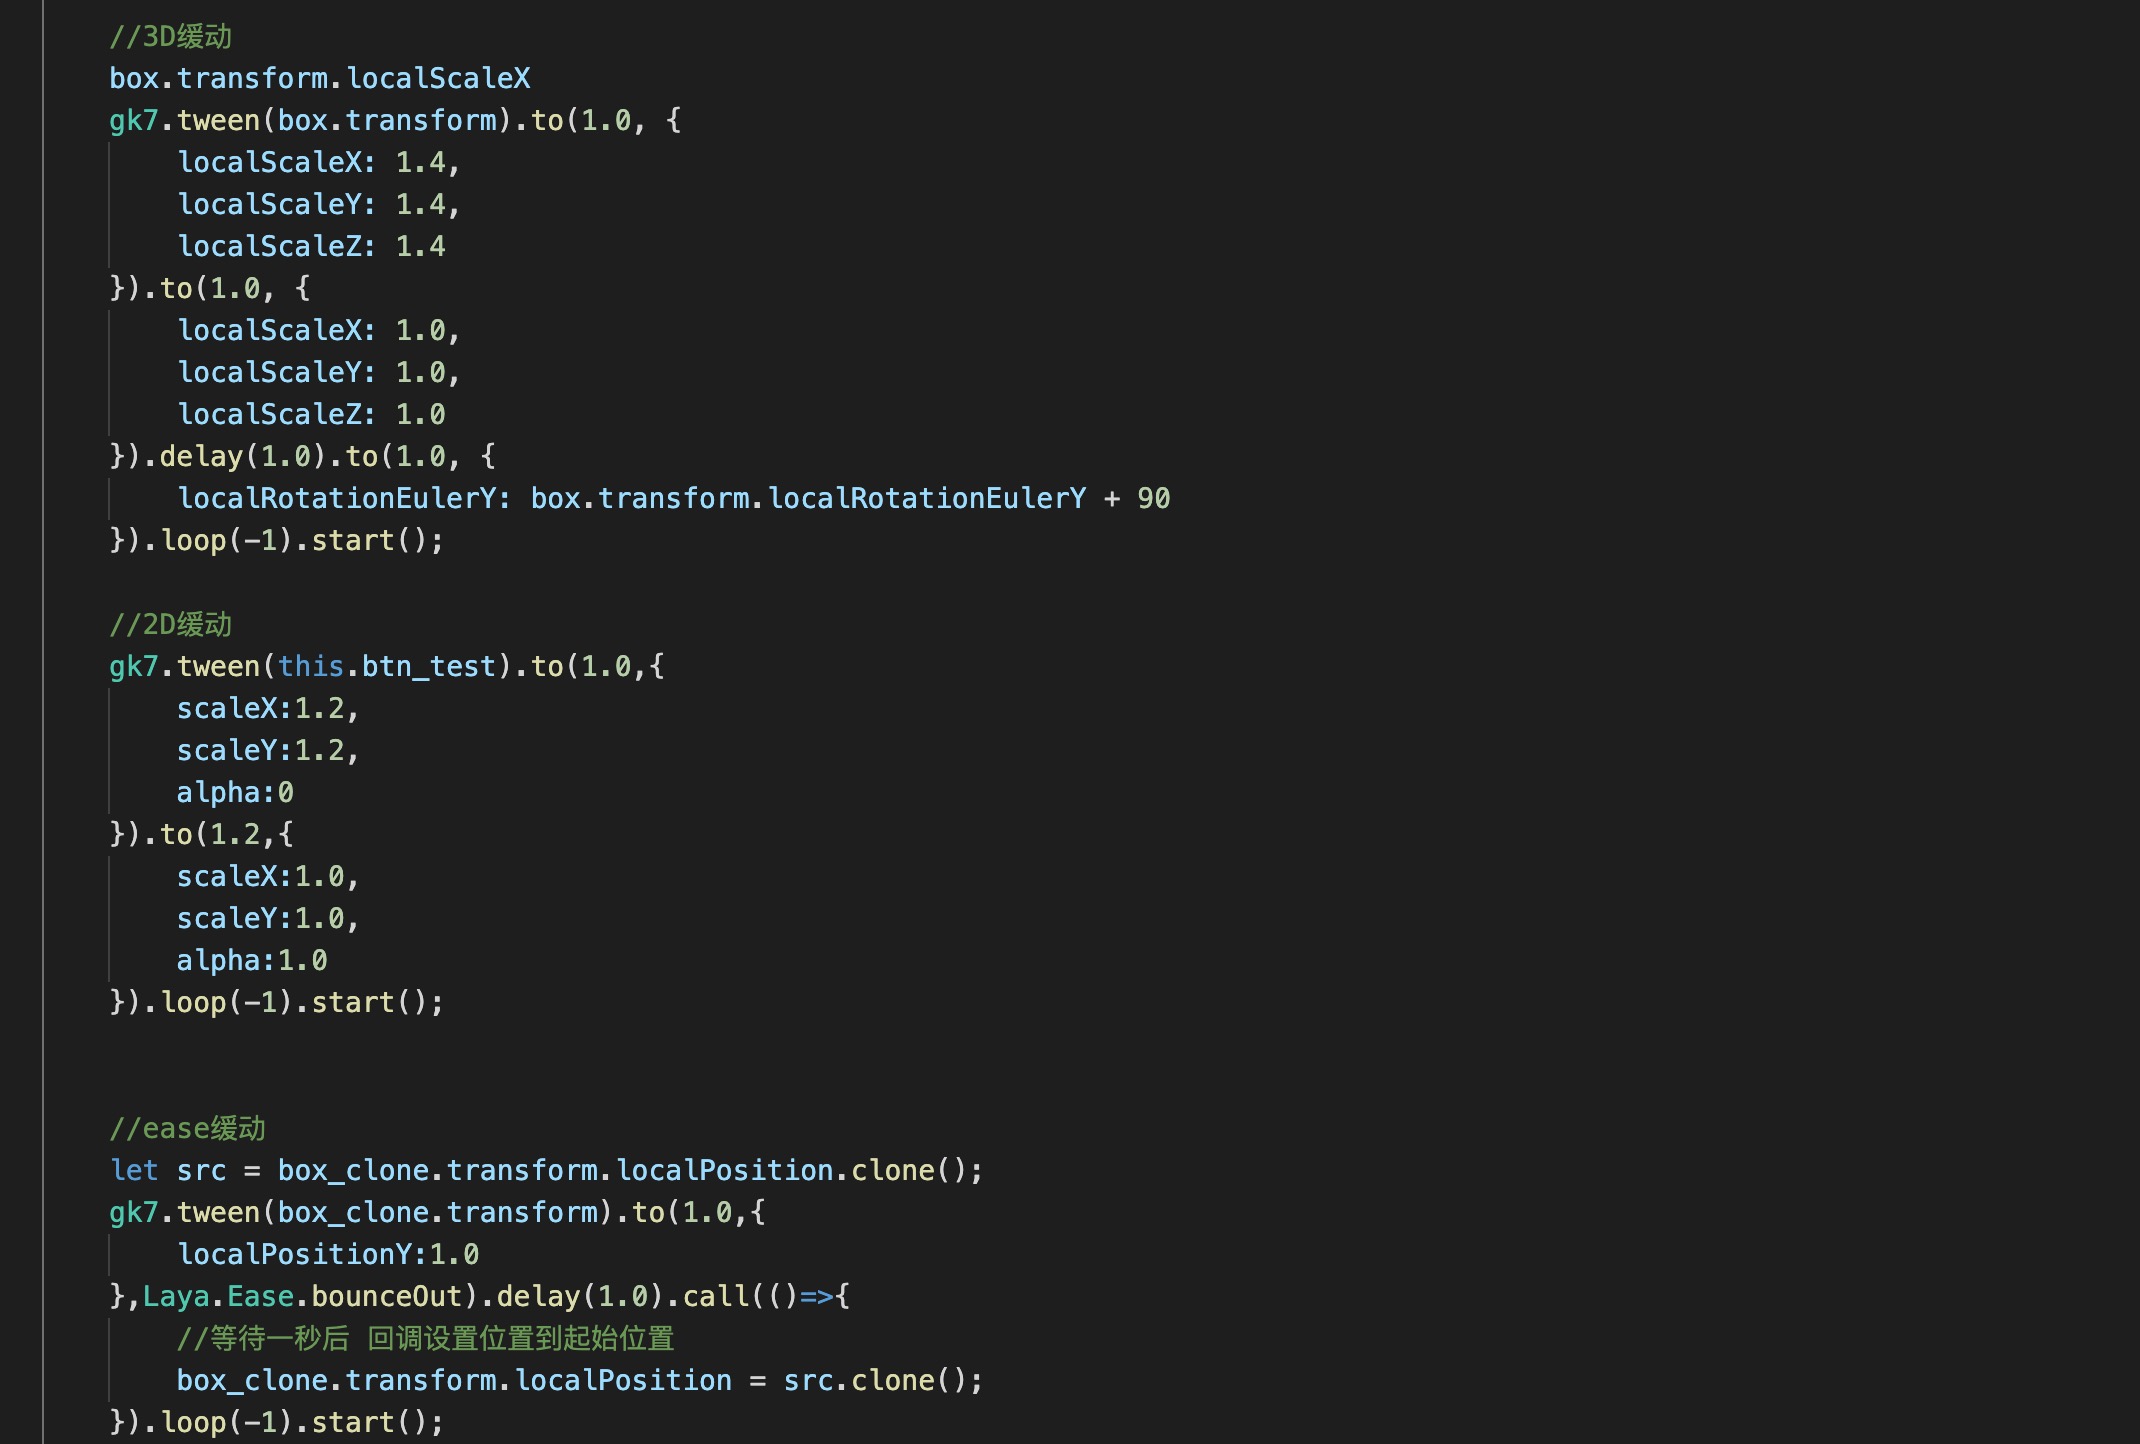 //3D缓动
box.transform.localScaleX
gk7.tween(box.transform).to(1.0, {
    localScaleX: 1.4,
    localScaleY: 1.4,
    localScaleZ: 1.4
}).to(1.0, {
    localScaleX: 1.0,
    localScaleY: 1.0,
    localScaleZ: 1.0
}).delay(1.0).to(1.0, {
    localRotationEulerY: box.transform.localRotationEulerY + 90
}).loop(-1).start();
//2D缓动
gk7.tween(this.btn_test).to(1.0,{
    scaleX:1.2,
    scaleY:1.2,
    alpha:0
}).to(1.2,{
    scaleX:1.0,
    scaleY:1.0,
    alpha:1.0
}).loop(-1).start();
//ease缓动
let src = box_clone.transform.localPosition.clone();
gk7.tween(box_clone.transform).to(1.0,{
    localPositionY:1.0
},Laya.Ease.bounceOut).delay(1.0).call(()=>{
    //等待一秒后 回调设置位置到起始位置
    box_clone.transform.localPosition = src.clone();
}).loop(-1).start();